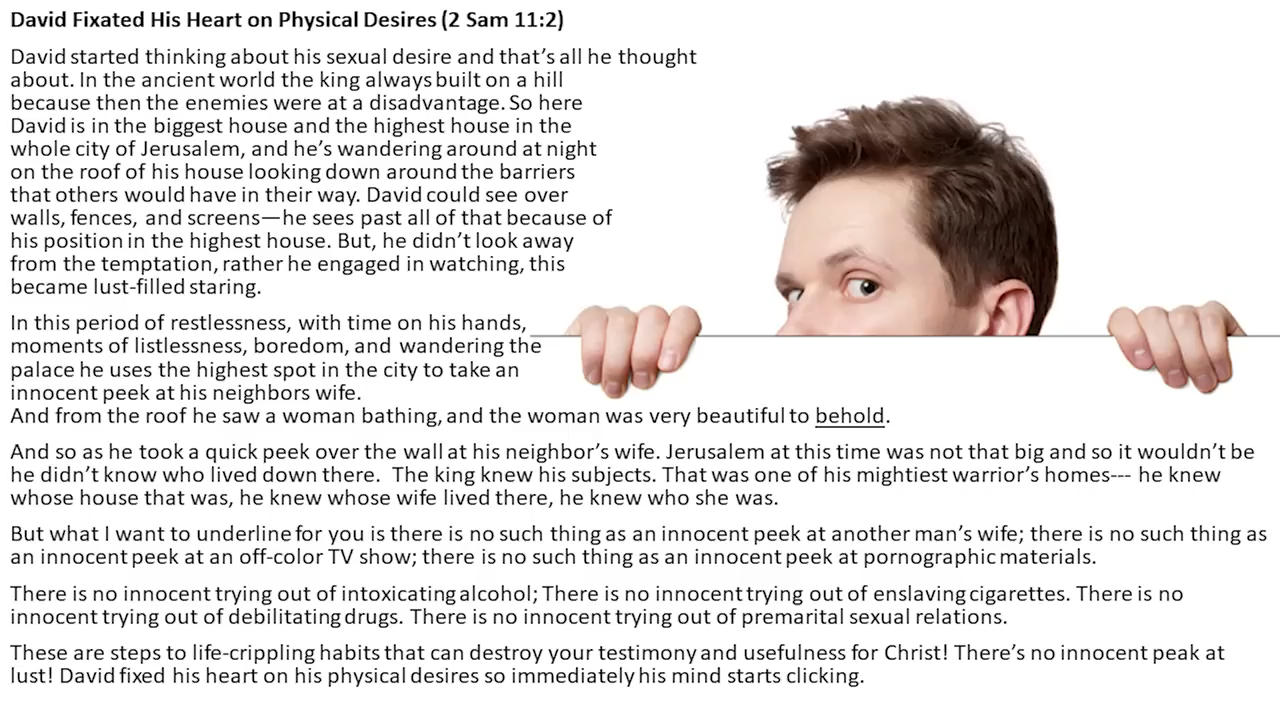 David Fixated His Heart on Physical Desires (2 Sam 11:2)
David started thinking about his sexual desire and that’s all he thought
about. In the ancient world the king always built on a hill
because then the enemies were at a disadvantage. So here
David is in the biggest house and the highest house in the
whole city of Jerusalem, and he’s wandering around at night
on the roof of his house looking down around the barriers
that others would have in their way. David could see over
walls, fences, and screens—he sees past all of that because of
his position in the highest house. But, he didn’t look away
from the temptation, rather he engaged in watching, this
became lust-filled staring.
In this period of restlessness, with time on his hands,
moments of listlessness, boredom, and wandering the
palace he uses the highest spot in the city to take an
innocent peek at his neighbors wife.
And from the roof he saw a woman bathing, and the woman was very beautiful to behold.
And so as he took a quick peek over the wall at his neighbor’s wife. Jerusalem at this time was not that big and so it wouldn’t be
he didn’t know who lived down there. The king knew his subjects. That was one of his mightiest warrior’s homes--- he knew
whose house that was, he knew whose wife lived there, he knew who she was.
But what I want to underline for you is there is no such thing as an innocent peek at another man’s wife; there is no such thing as
an innocent peek at an off-color TV show; there is no such thing as an innocent peek at pornographic materials.
There is no innocent trying out of intoxicating alcohol; There is no innocent trying out of enslaving cigarettes. There is no
innocent trying out of debilitating drugs. There is no innocent trying out of premarital sexual relations.
These are steps to life-crippling habits that can destroy your testimony and usefulness for Christ! There’s no innocent peak at
lust! David fixed his heart on his physical desires so immediately his mind starts clicking.